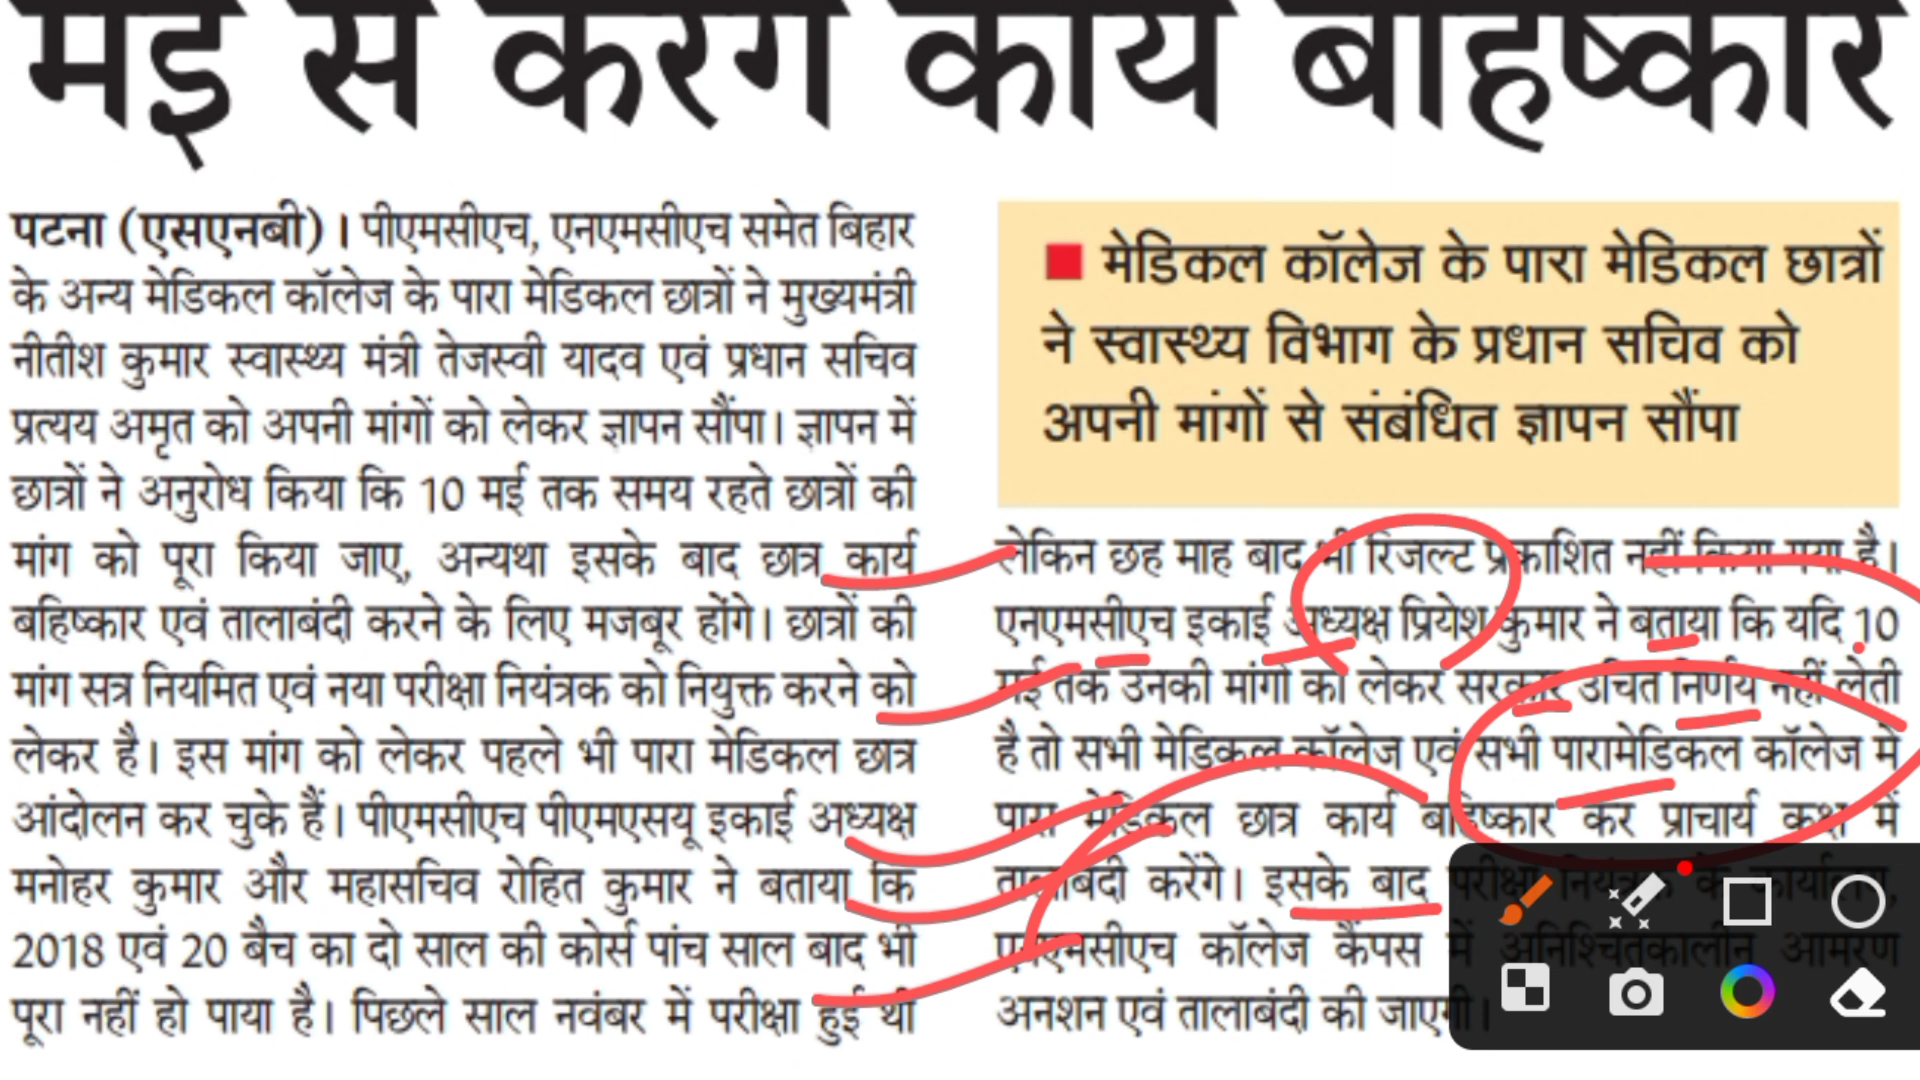 मई से करेंगे कार्य बहिष्कार
पटना (एसएनबी)। पीएमसीएच, एनएमसीएच समेत बिहार
के अन्य मेडिकल कॉलेज के पारा मेडिकल छात्रों ने मुख्यमंत्री
नीतीश कुमार स्वास्थ्य मंत्री तेजस्वी यादव एवं प्रधान सचिव
प्रत्यय अमृत को अपनी मांगों को लेकर ज्ञापन सौंपा। ज्ञापन में
छात्रों ने अनुरोध किया कि 10 मई तक समय रहते छात्रों की
मांग को पूरा किया जाए, अन्यथा इसके बाद छात्र कार्य
बहिष्कार एवं तालाबंदी करने के लिए मजबूर होंगे। छात्रों की
मांग सत्र नियमित एवं नया परीक्षा नियंत्रक को नियुक्त करने को
लेकर है। इस मांग को लेकर पहले भी पारा मेडिकल छात्र
आंदोलन कर चुके हैं। पीएमसीएच पीएमएसयू इकाई अध्यक्ष
मनोहर कुमार और महासचिव रोहित कुमार ने बताया कि
2018 एवं 20 बैच का दो साल की कोर्स पांच साल बाद भी
पूरा नहीं हो पाया है। पिछले साल नवंबर में परीक्षा हुई थी
मेडिकल कॉलेज के पारा मेडिकल छात्रों
ने स्वास्थ्य विभाग के प्रधान सचिव को
अपनी मांगों से संबंधित ज्ञापन सौंपा
लेकिन छह माह बाद भी रिजल्ट प्रकाशित नहीं किया गया है।
एनएमसीएच इकाई अध्यक्ष प्रियेश कुमार ने बताया कि यदि 10
मई तक उनकी मांगों को लेकर सरकार उचित निर्णय नहीं लेती
है तो सभी मेडिकल कॉलेज एवं सभी पारामेडिकल कॉलेज में
पारा मेडिकल छात्र कार्य बहिष्कार कर प्राचार्य कक्ष में
तालाबंदी करेंगे। इसके बाद परीक्षा नियंत्रक के कार्यालय,
एनएमसीएच कॉलेज कैंपस में अनिश्चितकालीन आमरण
अनशन एवं तालाबंदी की जाएगी।